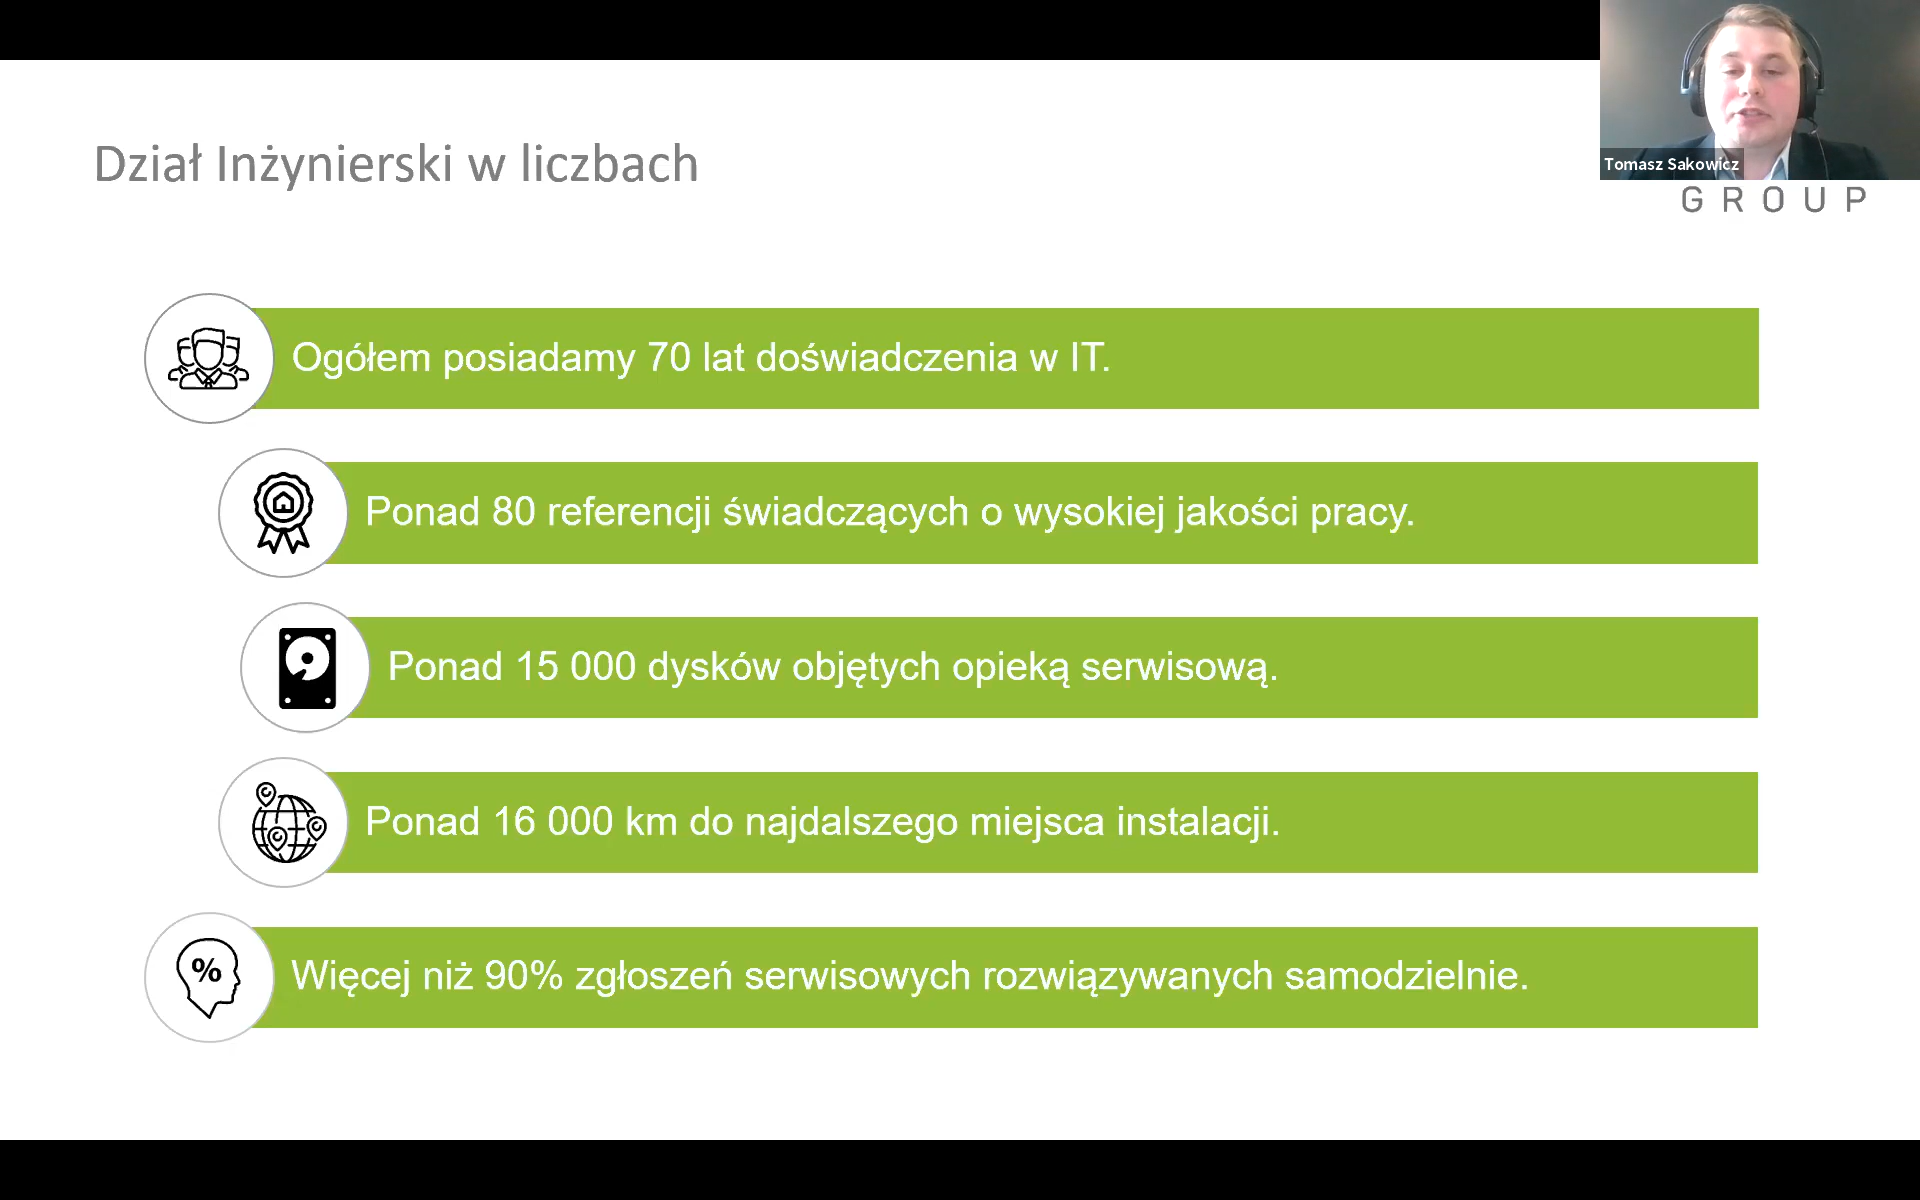 Dział Inżynierski w liczbach
Tomasz Sakowicz
GROUP
Ogółem posiadamy 70 lat doświadczenia w IT.
Ponad 80 referencji świadczących o wysokiej jakości pracy.
Ponad 15 000 dysków objętych opieką serwisową.
Ponad 16 000 km do najdalszego miejsca instalacji.
%
Więcej niż 90% zgłoszeń serwisowych rozwiązywanych samodzielnie.